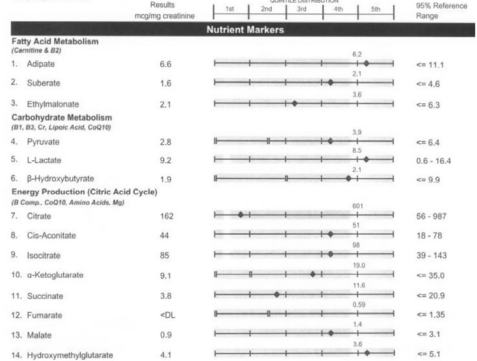 Results
mcg/mg creatinine
QUINTILE DISTRIBUTION
1st 2nd 3rd 4th 5th
95% Reference
Range
Nutrient Markers
Fatty Acid Metabolism
(Carnitine & B2)
1. Adipate 6.6 6.2 <= 11.1
2. Suberate 1.6 2.1 <= 4.6
3. Ethylmalonate 2.1 3.6 <= 6.3
Carbohydrate Metabolism
(B1, B3, Cr, Lipoic Acid, CoQ10)
4. Pyruvate 2.8 3.9 <= 6.4
5. L-Lactate 9.2 8.5 0.6 - 16.4
6. β-Hydroxybutyrate 1.9 2.1 <= 9.9
Energy Production (Citric Acid Cycle)
(B Comp., CoQ10, Amino Acids, Mg)
7. Citrate 162 601 56 - 987
8. Cis-Aconitate 44 51 18 - 78
9. Isocitrate 85 98 39 - 143
10. α-Ketoglutarate 9.1 19.0 <= 35.0
11. Succinate 3.8 11.6 <= 20.9
12. Fumarate <DL 0.59 <= 1.35
13. Malate 0.9 1.4 <= 3.1
14. Hydroxymethylglutarate 4.1 3.6 <= 5.1